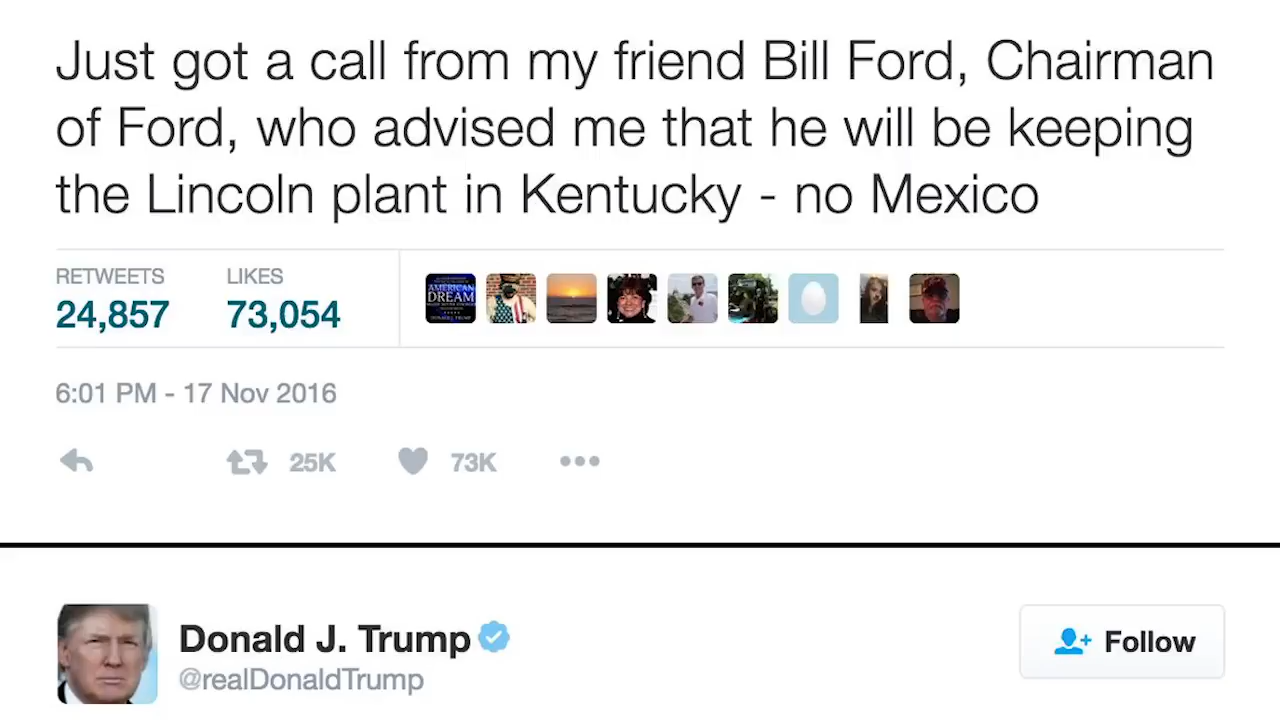 Just got a call from my friend Bill Ford, Chairman
of Ford, who advised me that he will be keeping
the Lincoln plant in Kentucky - no Mexico
RETWEETS LIKES
24,857 73,054
AMERICAN
DREAM
6:01 PM - 17 Nov 2016
25K 73K
Donald J. Trump
@realDonaldTrump
Follow